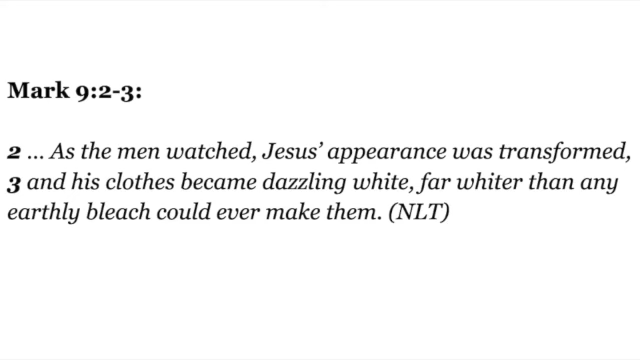 Mark 9:2-3:
2 ... As the men watched, Jesus’ appearance was transformed,
3 and his clothes became dazzling white, far whiter than any
earthly bleach could ever make them. (NLT)